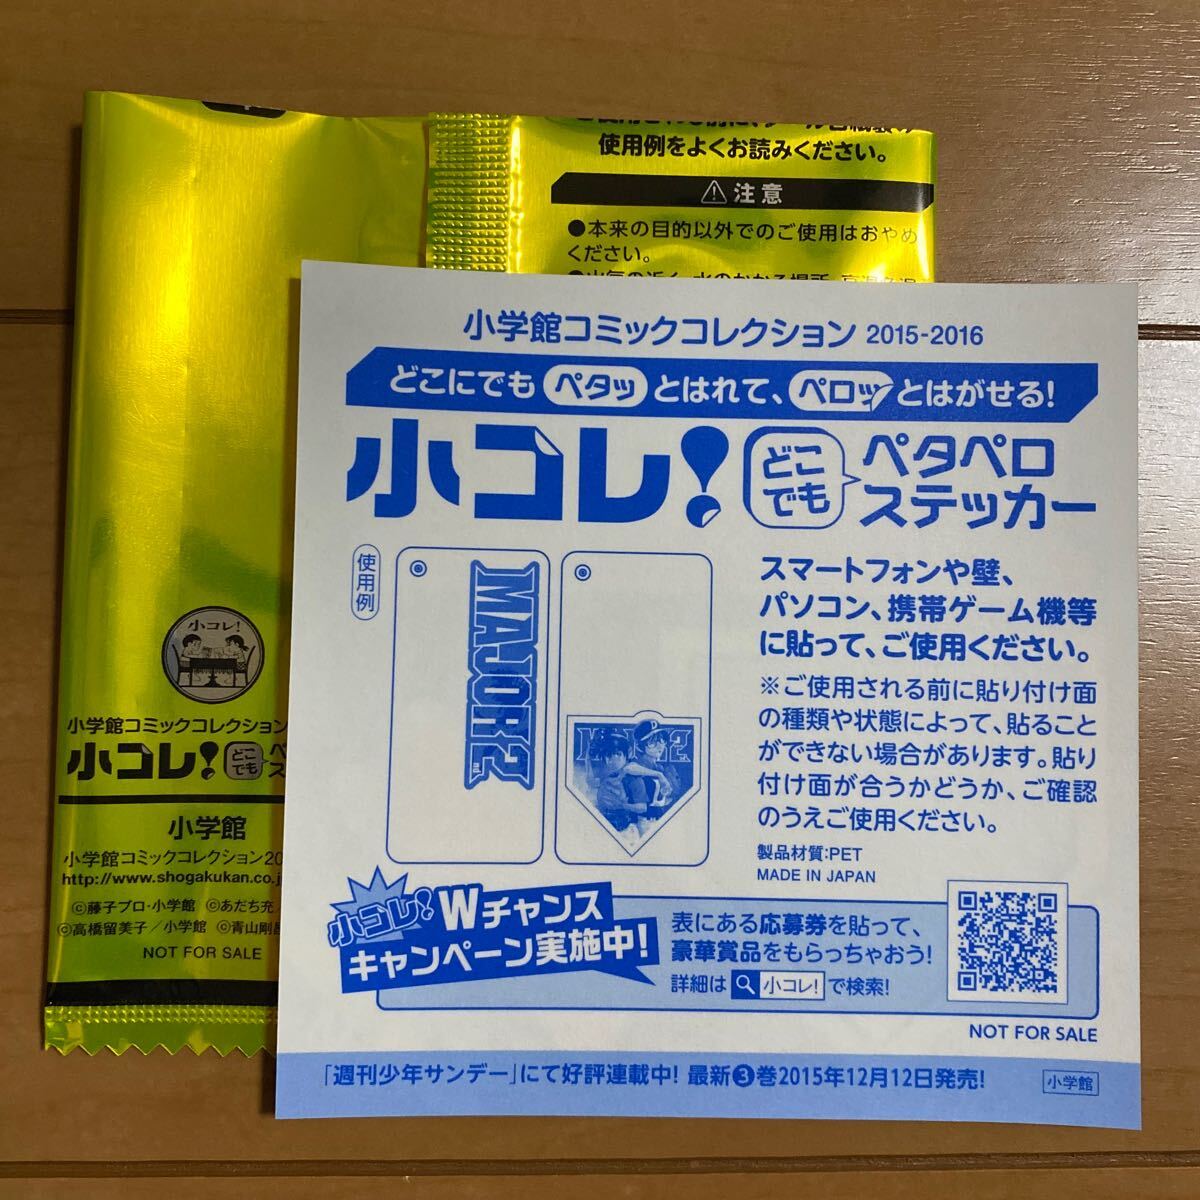 使用例をよくお読みください。
注意
●本来の目的以外でのご使用はおやめ
ください。
小学館コミックコレクション 2015-2016
どこにでも ペタッ とはれて、ペロッ とはがせる!
小コレ! どこでも ペタペロ
ステッカー
使用例
MAJOR2nd
MAJOR2
スマートフォンや壁、
パソコン、携帯ゲーム機等
に貼って、ご使用ください。
※ご使用される前に貼り付け面
の種類や状態によって、貼ること
ができない場合があります。貼り
付け面が合うかどうか、ご確認
のうえご使用ください。
製品材質:PET
MADE IN JAPAN
小コレ! Wチャンス
キャンペーン実施中!
表にある応募券を貼って、
豪華賞品をもらっちゃおう!
詳細は 小コレ! で検索!
NOT FOR SALE
「週刊少年サンデー」にて好評連載中! 最新3巻2015年12月12日発売!
小学館
小コレ!
小学館コミックコレクション
小コレ! どこでも ペ
ス
小学館
小学館コミックコレクション20
http://www.shogakukan.co.j
©藤子プロ・小学館 ©あだち充
©高橋留美子/小学館 ©青山剛昌
NOT FOR SALE